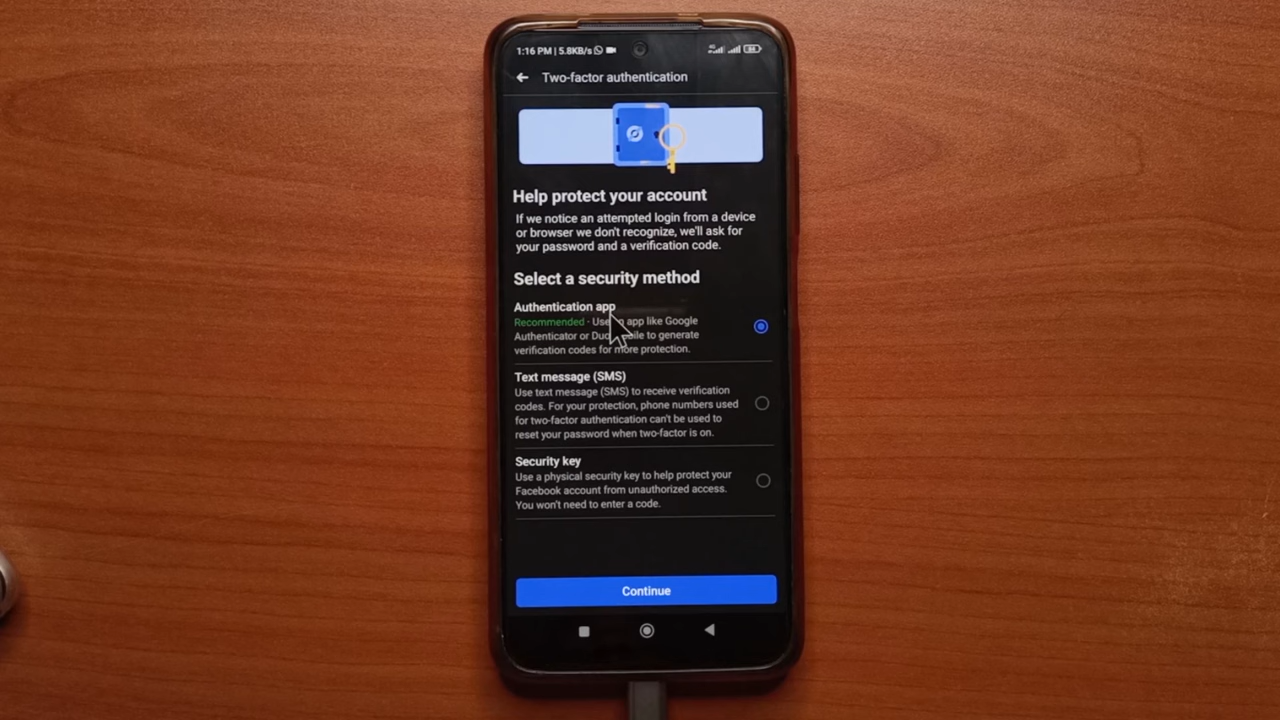 1:16 PM | 5.8KB/s
4G 84
Two-factor authentication
Help protect your account
If we notice an attempted login from a device
or browser we don't recognize, we'll ask for
your password and a verification code.
Select a security method
Authentication app
Recommended · Use app like Google
Authenticator or Duo
verification codes for more protection.
Text message (SMS)
Use text message (SMS) to receive verification
codes. For your protection, phone numbers used
for two-factor authentication can't be used to
reset your password when two-factor is on.
Security key
Use a physical security key to help protect your
Facebook account from unauthorized access.
You won't need to enter a code.
Continue